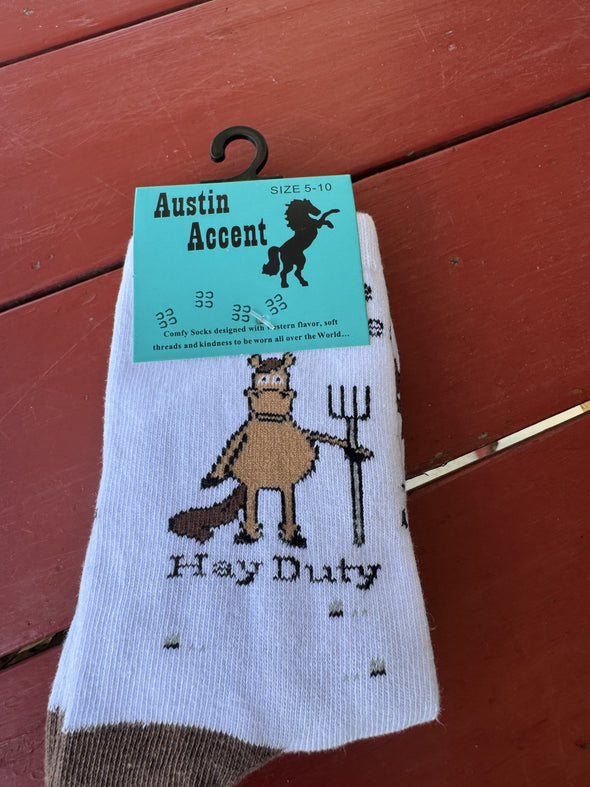 SIZE 5-10
Austin
Accent
Comfy Socks designed with western flavor, soft
threads and kindness to be worn all over the World...
Hay Duty